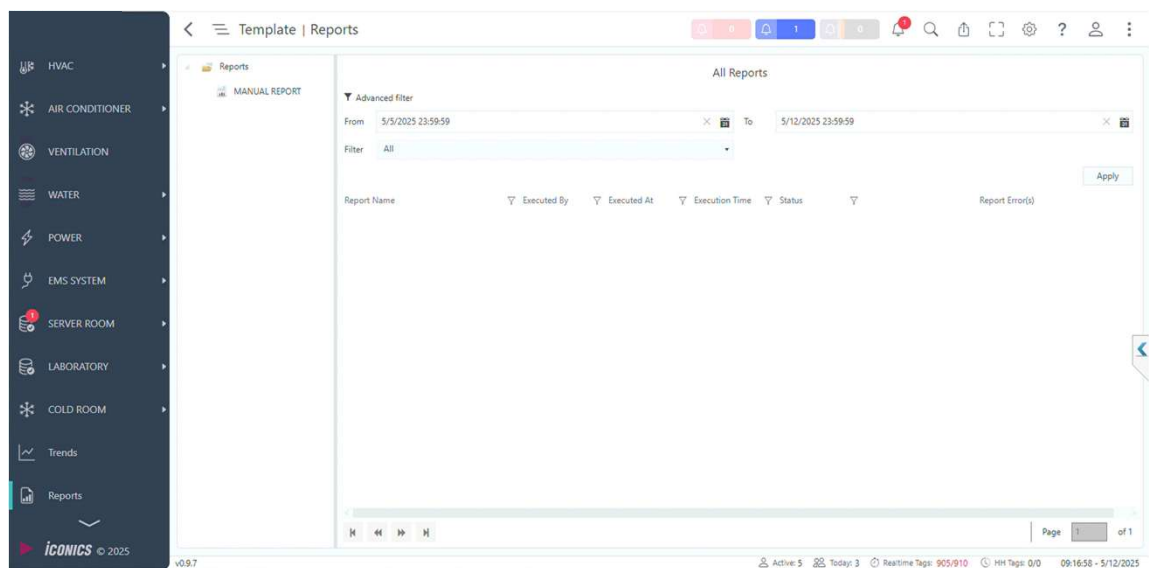 Template | Reports
0
1
0
1
?
HVAC
AIR CONDITIONER
VENTILATION
WATER
POWER
EMS SYSTEM
1
SERVER ROOM
LABORATORY
COLD ROOM
Trends
Reports
ICONICS © 2025
Reports
MANUAL REPORT
All Reports
Advanced filter
From 5/5/2025 23:59:59 To 5/12/2025 23:59:59
Filter All
Apply
Report Name Executed By Executed At Execution Time Status Report Error(s)
Page 1 of 1
v0.9.7 Active: 5 Today: 3 Realtime Tags: 905/910 HH Tags: 0/0 09:16:58 - 5/12/2025